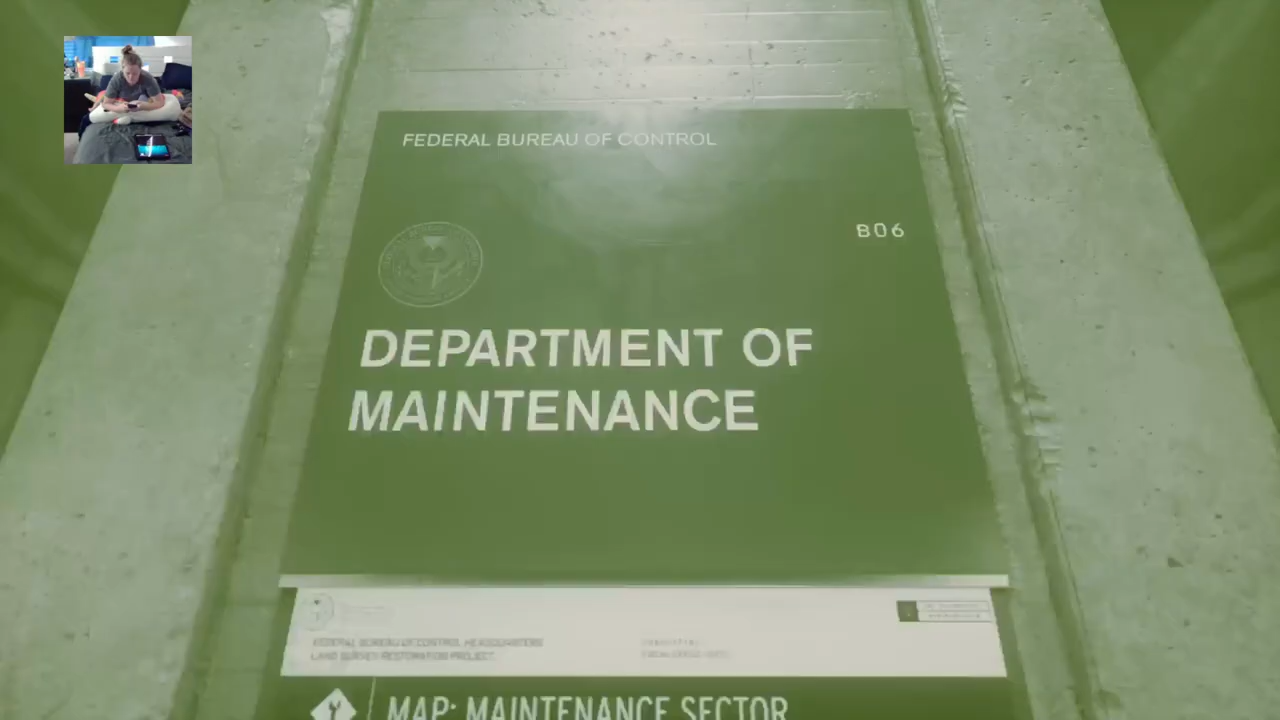 FEDERAL BUREAU OF CONTROL
B06
DEPARTMENT OF
MAINTENANCE
FEDERAL BUREAU OF CONTROL HEADQUARTERS
LAND SURVEY RESTORATION PROJECT
MAP: MAINTENANCE SECTOR